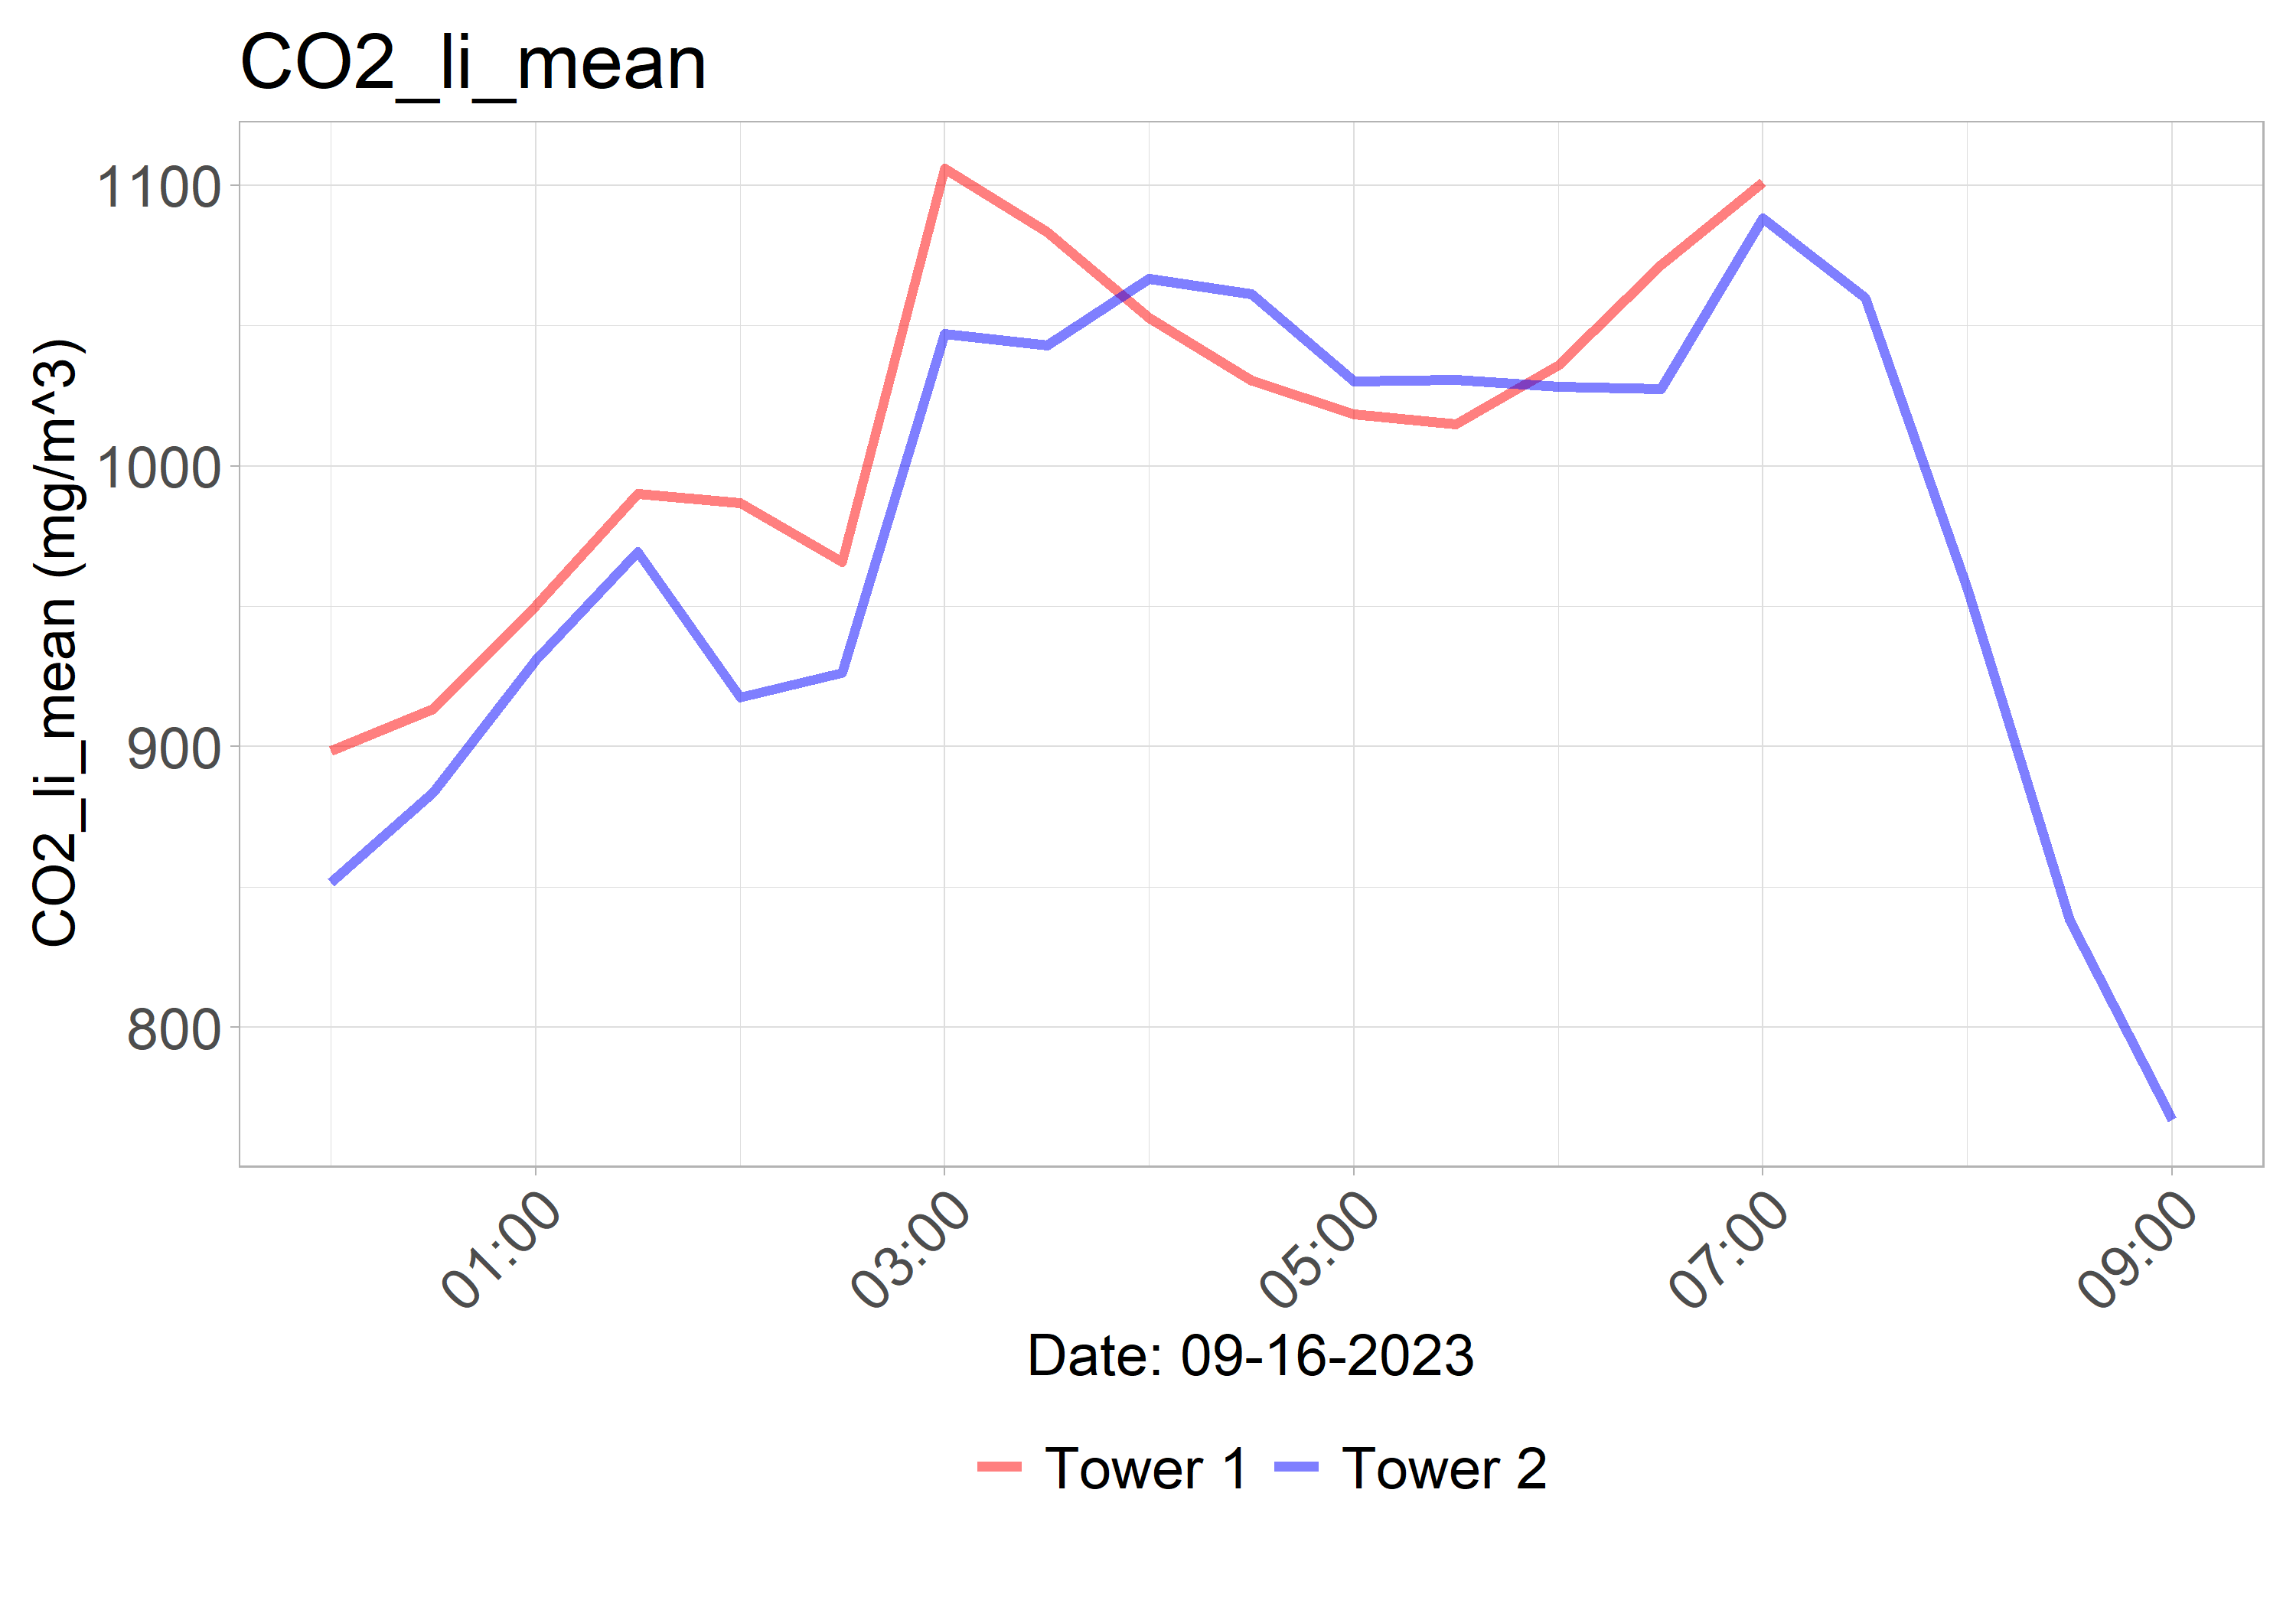 CO2_li_mean
CO2_li_mean (mg/m^3)
1100
1000
900
800
01:00 03:00 05:00 07:00 09:00
Date: 09-16-2023
Tower 1 Tower 2